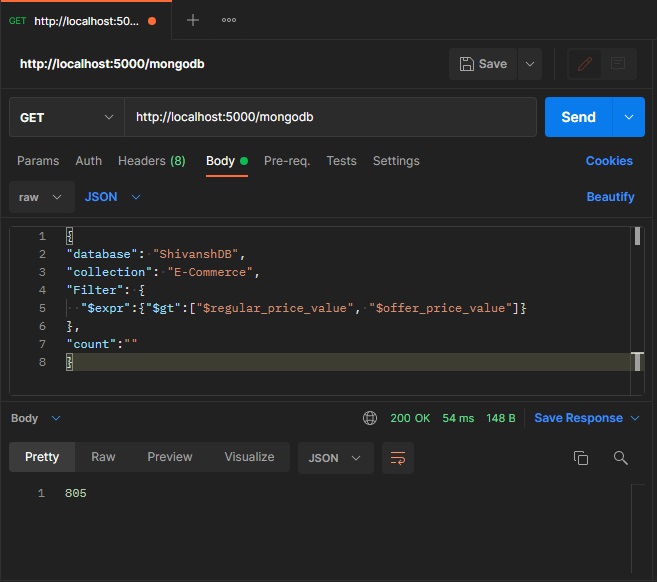 GET http://localhost:50...
http://localhost:5000/mongodb
Save
GET http://localhost:5000/mongodb Send
Params Auth Headers (8) Body Pre-req. Tests Settings Cookies
raw JSON Beautify
1 {
2 "database": "ShivanshDB",
3 "collection": "E-Commerce",
4 "Filter": {
5 "$expr":{"$gt":["$regular_price_value", "$offer_price_value"]}
6 },
7 "count":""
8 }
Body 200 OK 54 ms 148 B Save Response
Pretty Raw Preview Visualize JSON
1 805